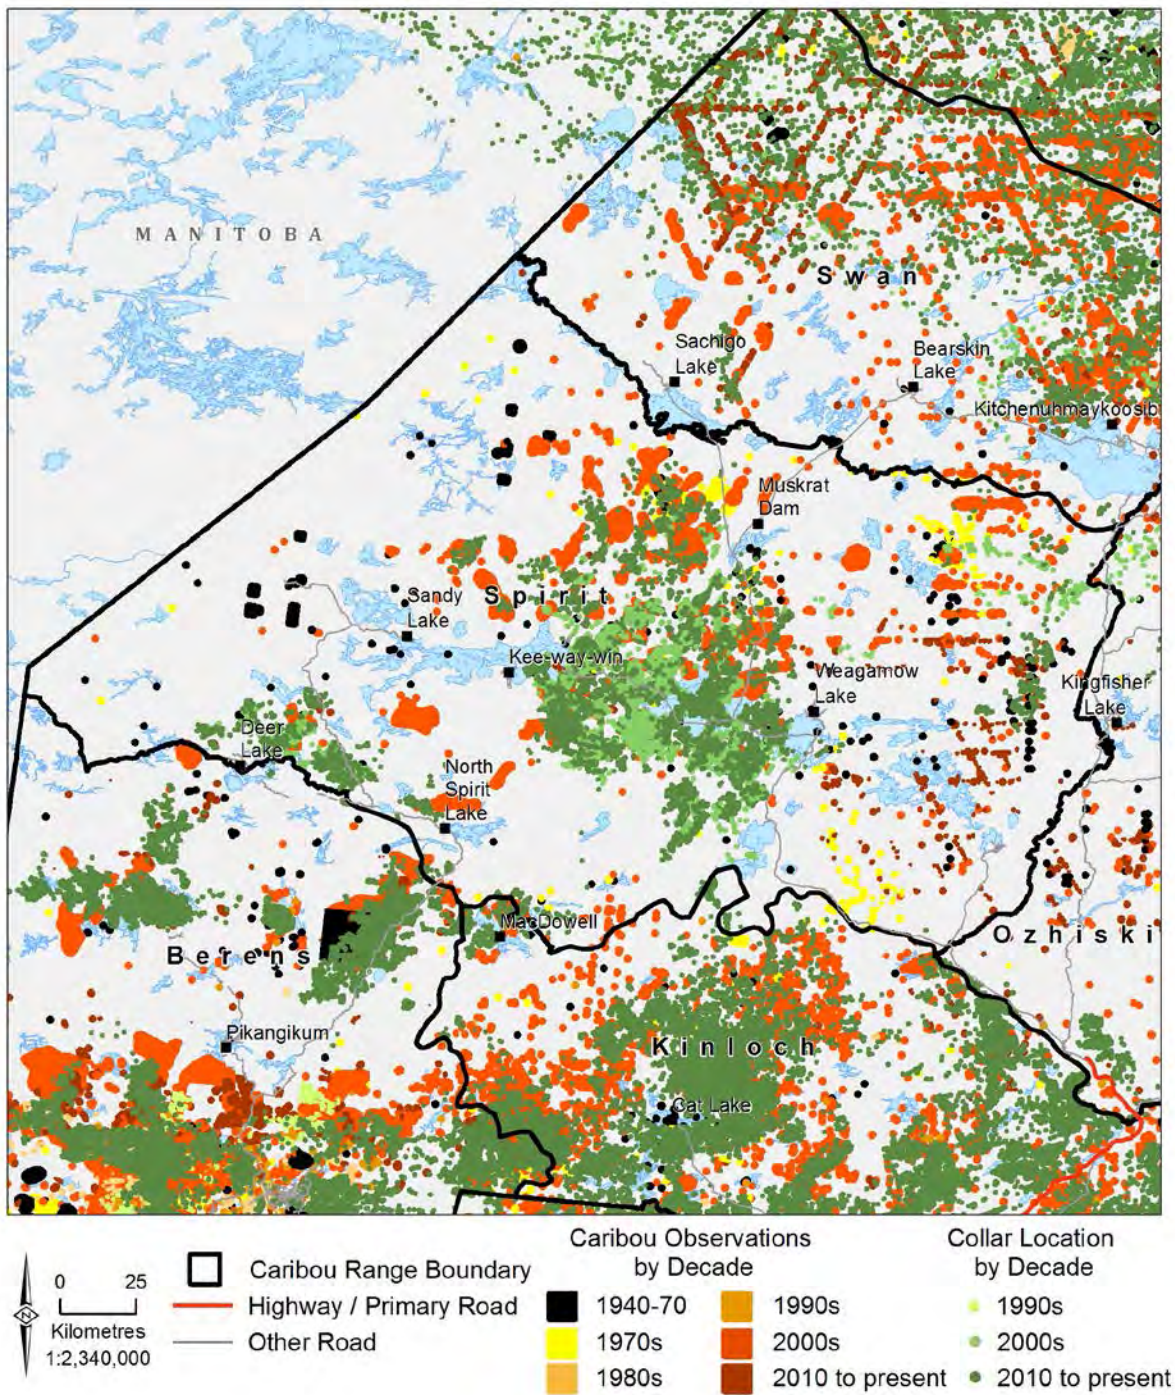 MANITOBA
Swan
Sachigo
Lake
Bearskin
Lake
Kitchenuhmaykoosib
Muskrat
Dam
Sandy
Lake
Spirit
Kee-way-win
Weagamow
Lake
Kingfisher
Lake
Deer
Lake
North
Spirit
Lake
MacDowell
Berens
Ozhiski
Pikangikum
Kinloch
Cat Lake
Caribou Observations
by Decade
Collar Location
by Decade
0 25
Kilometres
1:2,340,000
N
Caribou Range Boundary
Highway / Primary Road
Other Road
1940-70
1970s
1980s
1990s
2000s
2010 to present
1990s
2000s
2010 to present